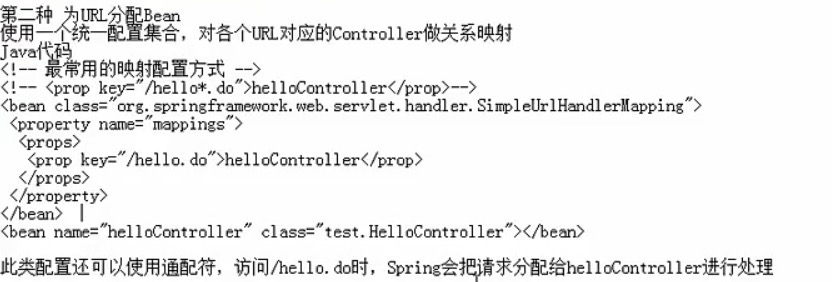 第二种 为URL分配Bean
使用一个统一配置集合，对各个URL对应的Controller做关系映射
Java代码
<!-- 最常用的映射配置方式 -->
<!-- <prop key="/hello*.do">helloController</prop>-->
<bean class="org.springframework.web.servlet.handler.SimpleUrlHandlerMapping">
 <property name="mappings">
  <props>
   <prop key="/hello.do">helloController</prop>
  </props>
 </property>
</bean>
<bean name="helloController" class="test.HelloController"></bean>
此类配置还可以使用通配符，访问/hello.do时，Spring会把请求分配给helloController进行处理